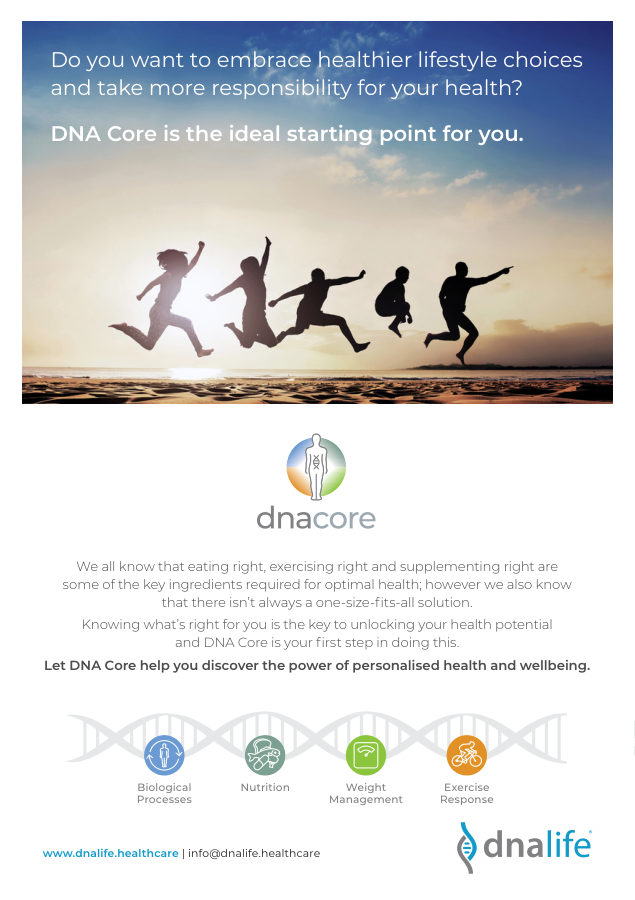 Do you want to embrace healthier lifestyle choices
and take more responsibility for your health?
DNA Core is the ideal starting point for you.
dnacore
We all know that eating right, exercising right and supplementing right are
some of the key ingredients required for optimal health; however we also know
that there isn't always a one-size-fits-all solution.
Knowing what's right for you is the key to unlocking your health potential
and DNA Core is your first step in doing this.
Let DNA Core help you discover the power of personalised health and wellbeing.
Biological
Processes
Nutrition
Weight
Management
Exercise
Response
www.dnalife.healthcare | info@dnalife.healthcare
dnalife®